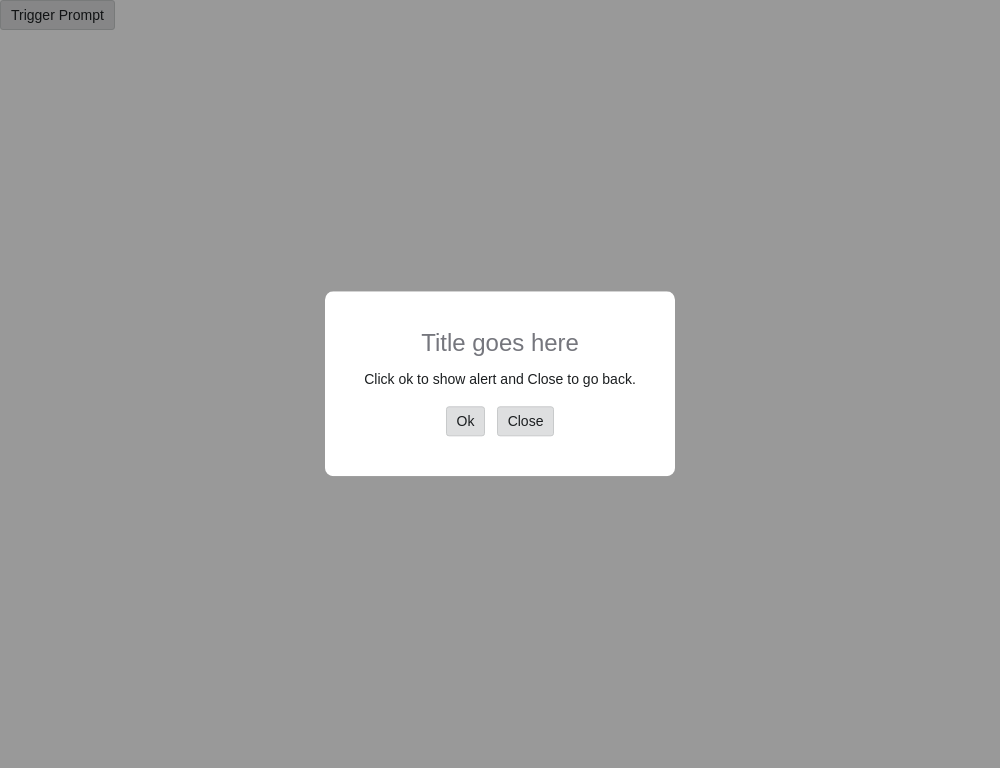 Trigger Prompt
Title goes here
Click ok to show alert and Close to go back.
Ok Close